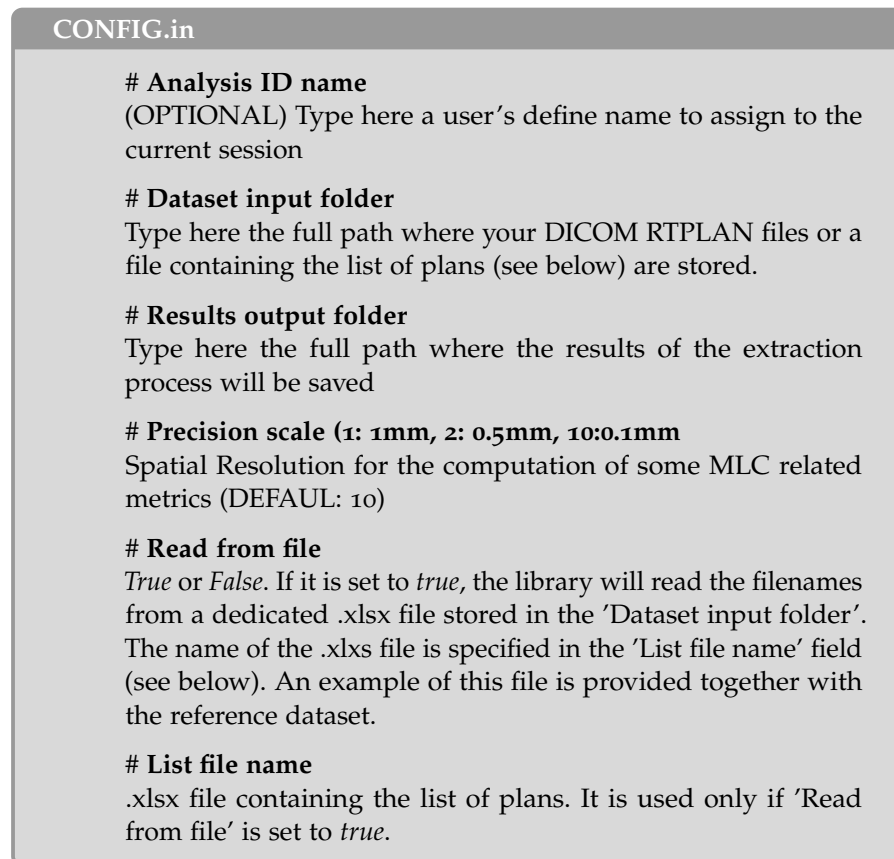 CONFIG.in
# Analysis ID name
(OPTIONAL) Type here a user's define name to assign to the
current session
# Dataset input folder
Type here the full path where your DICOM RTPLAN files or a
file containing the list of plans (see below) are stored.
# Results output folder
Type here the full path where the results of the extraction
process will be saved
# Precision scale (1: 1mm, 2: 0.5mm, 10:0.1mm
Spatial Resolution for the computation of some MLC related
metrics (DEFAUL: 10)
# Read from file
True or False. If it is set to true, the library will read the filenames
from a dedicated .xlsx file stored in the 'Dataset input folder'.
The name of the .xlxs file is specified in the 'List file name' field
(see below). An example of this file is provided together with
the reference dataset.
# List file name
.xlsx file containing the list of plans. It is used only if 'Read
from file' is set to true.